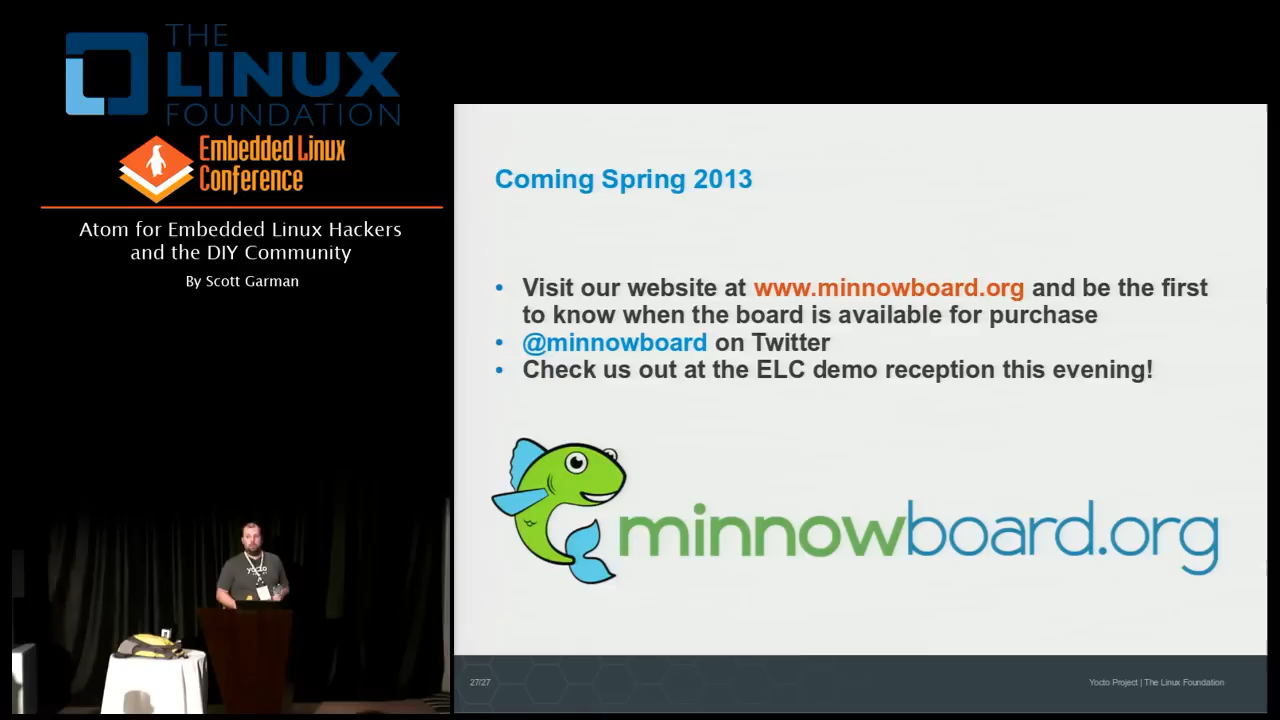 THE
LINUX
FOUNDATION
Embedded Linux
Conference
Atom for Embedded Linux Hackers
and the DIY Community
By Scott Garman
Coming Spring 2013
• Visit our website at www.minnowboard.org and be the first
to know when the board is available for purchase
• @minnowboard on Twitter
• Check us out at the ELC demo reception this evening!
minnowboard.org
yocto
27/27
Yocto Project | The Linux Foundation